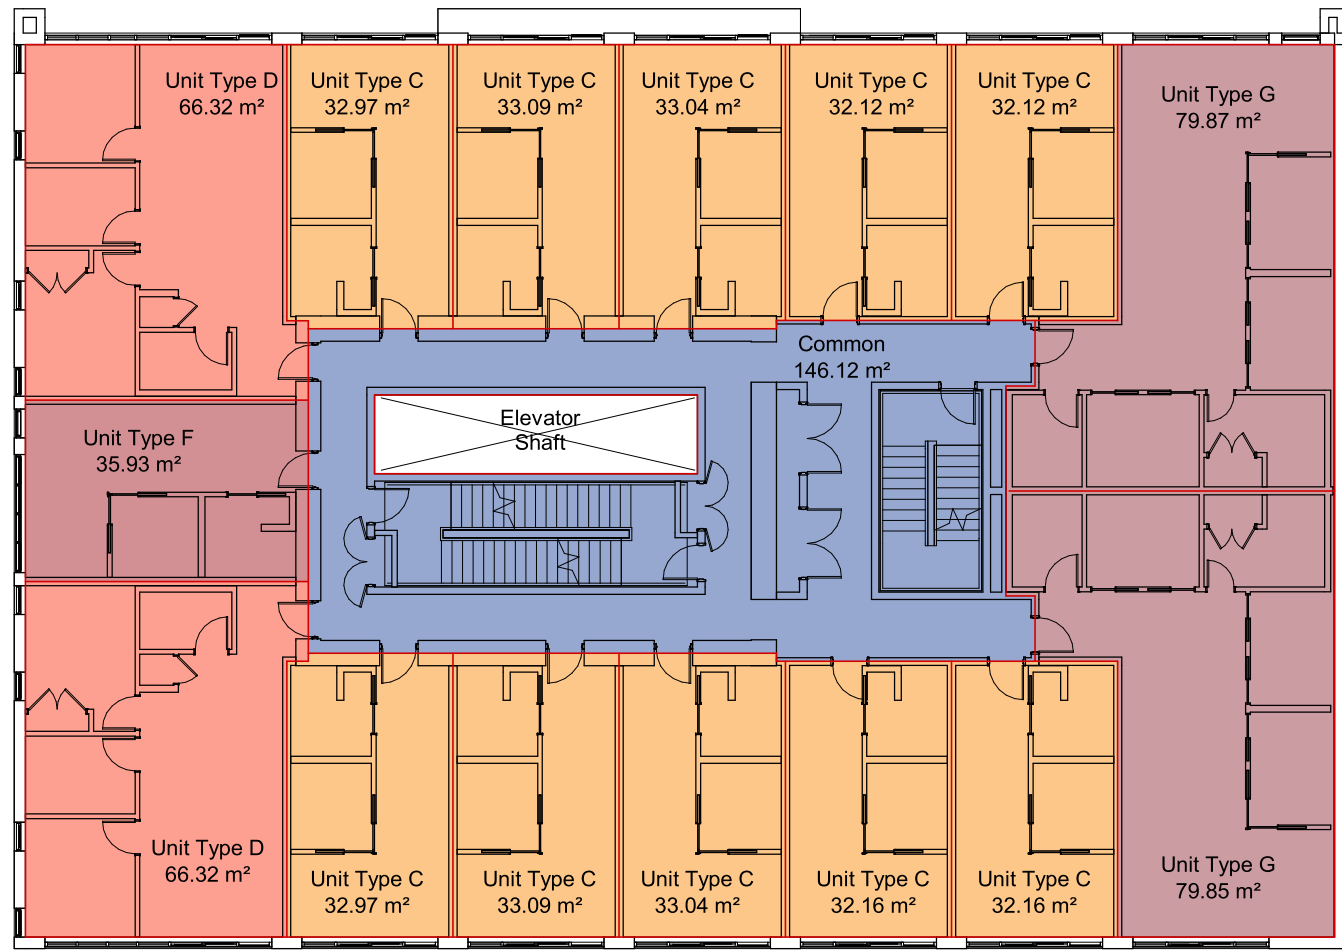 Unit Type D
66.32 m²
Unit Type C
32.97 m²
Unit Type C
33.09 m²
Unit Type C
33.04 m²
Unit Type C
32.12 m²
Unit Type C
32.12 m²
Unit Type G
79.87 m²
Common
146.12 m²
Elevator
Shaft
Unit Type F
35.93 m²
Unit Type D
66.32 m²
Unit Type C
32.97 m²
Unit Type C
33.09 m²
Unit Type C
33.04 m²
Unit Type C
32.16 m²
Unit Type C
32.16 m²
Unit Type G
79.85 m²